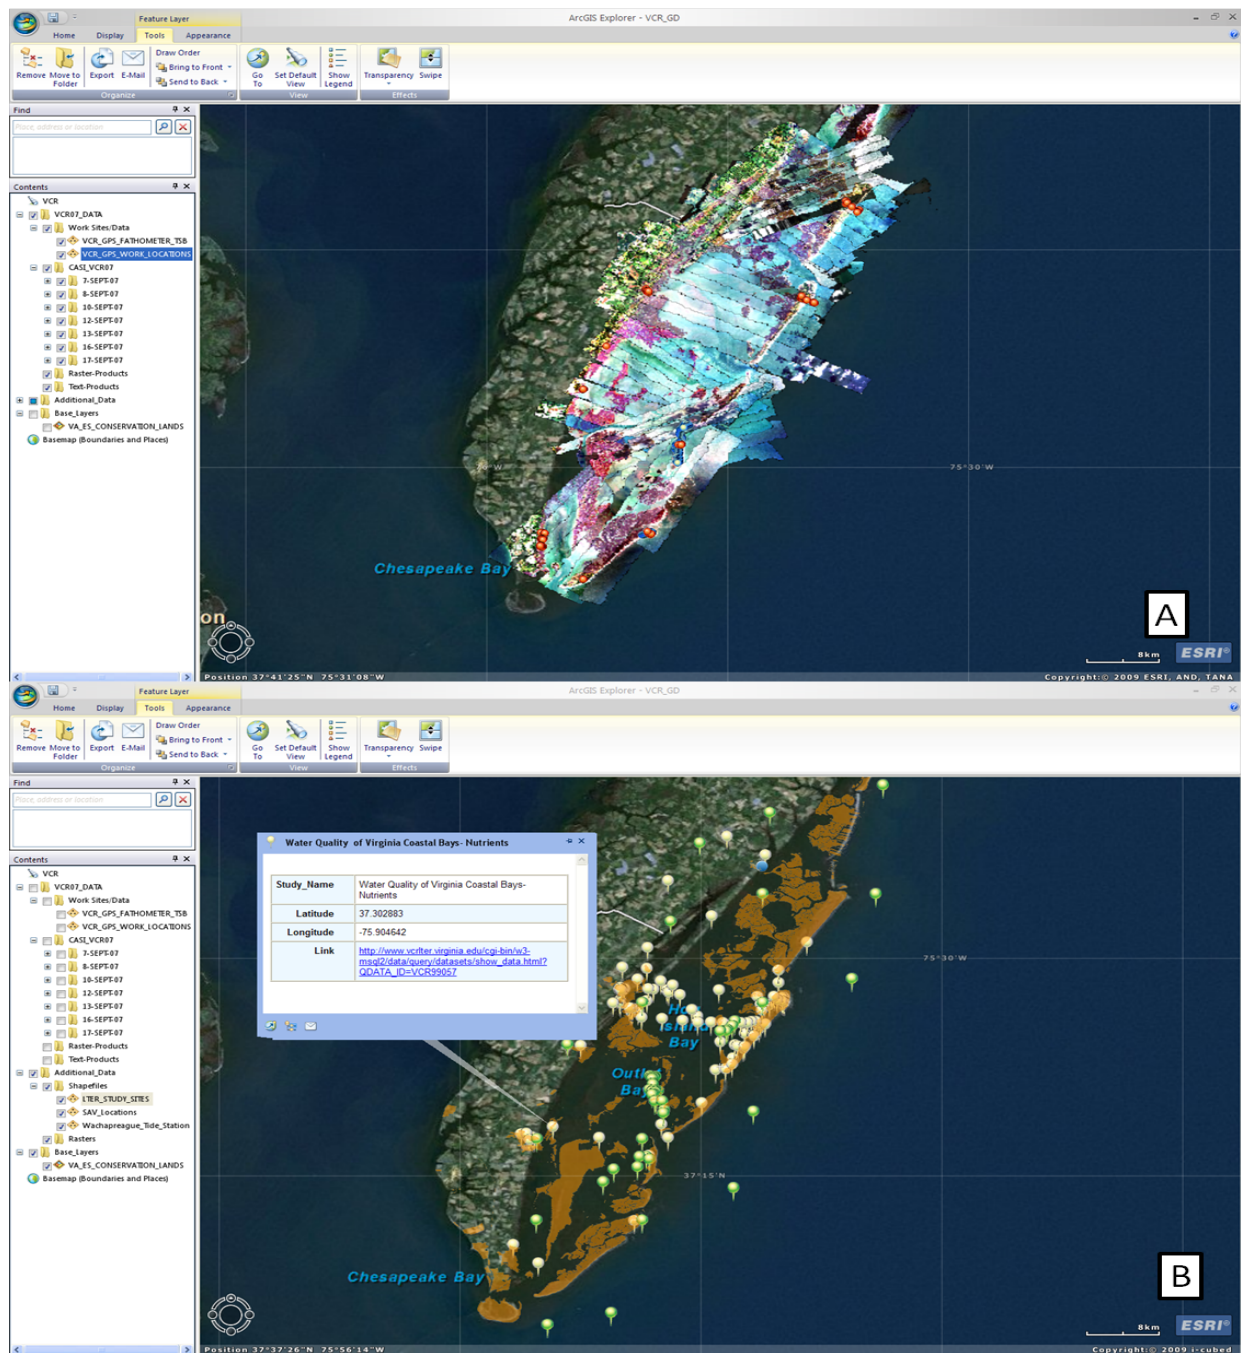 Feature Layer
ArcGIS Explorer - VCR_GD
Home Display Tools Appearance
Remove Move to Folder Export E-Mail
Draw Order
Bring to Front
Send to Back
Go To Set Default View Show Legend Transparency Swipe
Organize View Effects
Find
Place, address or location
Contents
VCR
VCR07_DATA
Work Sites/Data
VCR_GPS_FATHOMETER_TSB
VCR_GPS_WORK_LOCATIONS
CASI_VCR07
7-SEPT-07
8-SEPT-07
10-SEPT-07
12-SEPT-07
13-SEPT-07
16-SEPT-07
17-SEPT-07
Raster-Products
Text-Products
Additional_Data
Base_Layers
VA_ES_CONSERVATION_LANDS
Basemap (Boundaries and Places)
75°30'W
Chesapeake Bay
on
A
8km
ESRI
Position 37°41'25"N 75°31'08"W
Copyright:© 2009 ESRI, AND, TANA
Feature Layer
ArcGIS Explorer - VCR_GD
Home Display Tools Appearance
Remove Move to Folder Export E-Mail
Draw Order
Bring to Front
Send to Back
Go To Set Default View Show Legend Transparency Swipe
Organize View Effects
Find
Place, address or location
Contents
VCR
VCR07_DATA
Work Sites/Data
VCR_GPS_FATHOMETER_TSB
VCR_GPS_WORK_LOCATIONS
CASI_VCR07
7-SEPT-07
8-SEPT-07
10-SEPT-07
12-SEPT-07
13-SEPT-07
16-SEPT-07
17-SEPT-07
Raster-Products
Text-Products
Additional_Data
Shapefiles
LTER_STUDY_SITES
SAV_Locations
Wachapreague_Tide_Station
Rasters
Base_Layers
VA_ES_CONSERVATION_LANDS
Basemap (Boundaries and Places)
Water Quality of Virginia Coastal Bays- Nutrients
Study_Name Water Quality of Virginia Coastal Bays-
Nutrients
Latitude 37.302883
Longitude -75.904642
Link http://www.vcrlter.virginia.edu/cgi-bin/w3-
msql2/data/query/datasets/show_data.html?
QDATA_ID=VCR99057
75°30'W
Bay
Bay
37°15'N
Chesapeake Bay
B
8km
ESRI
Position 37°37'26"N 75°56'14"W
Copyright:© 2009 i-cubed